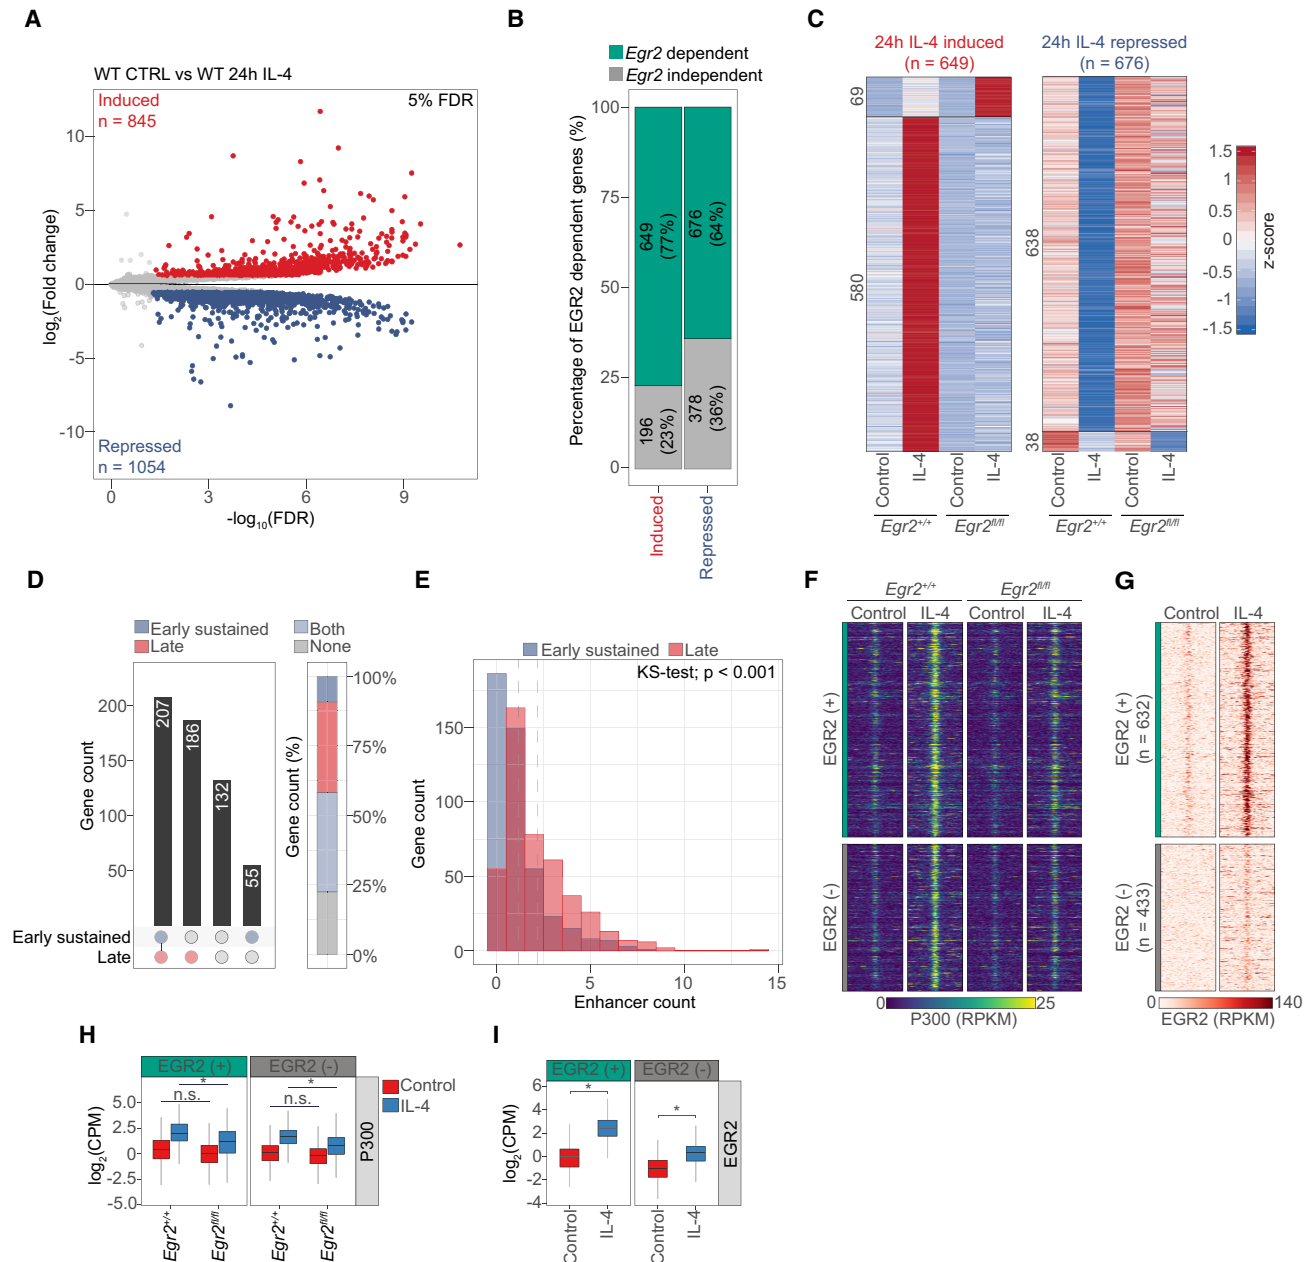 A
WT CTRL vs WT 24h IL-4
Induced
n = 845
5% FDR
10
5
0
-5
-10
log2(Fold change)
Repressed
n = 1054
0
3
6
9
-log10(FDR)
B
Egr2 dependent
Egr2 independent
100
75
50
25
0
Percentage of EGR2 dependent genes (%)
649
(77%)
676
(64%)
196
(23%)
378
(36%)
Induced
Repressed
C
24h IL-4 induced
(n = 649)
24h IL-4 repressed
(n = 676)
69
580
638
38
1.5
1
0.5
0
-0.5
-1
-1.5
z-score
Control
IL-4
Control
IL-4
Control
IL-4
Control
IL-4
Egr2+/+
Egr2fl/fl
Egr2+/+
Egr2fl/fl
D
Early sustained
Late
Both
None
200
150
100
50
Gene count
207
186
132
55
Early sustained
Late
Gene count (%)
100%
75%
50%
25%
0%
E
Early sustained
Late
KS-test; p < 0.001
150
100
50
0
Gene count
0
5
10
15
Enhancer count
F
Egr2+/+
Egr2fl/fl
Control
IL-4
Control
IL-4
EGR2 (+)
EGR2 (-)
0
25
P300 (RPKM)
G
Control
IL-4
EGR2 (+)
(n = 632)
EGR2 (-)
(n = 433)
0
140
EGR2 (RPKM)
H
EGR2 (+)
EGR2 (-)
Control
IL-4
*
n.s.
*
n.s.
5.0
2.5
0
-2.5
-5.0
log2(CPM)
P300
Egr2+/+
Egr2fl/fl
Egr2+/+
Egr2fl/fl
I
EGR2 (+)
EGR2 (-)
*
*
6
4
2
0
-2
-4
log2(CPM)
EGR2
Control
IL-4
Control
IL-4